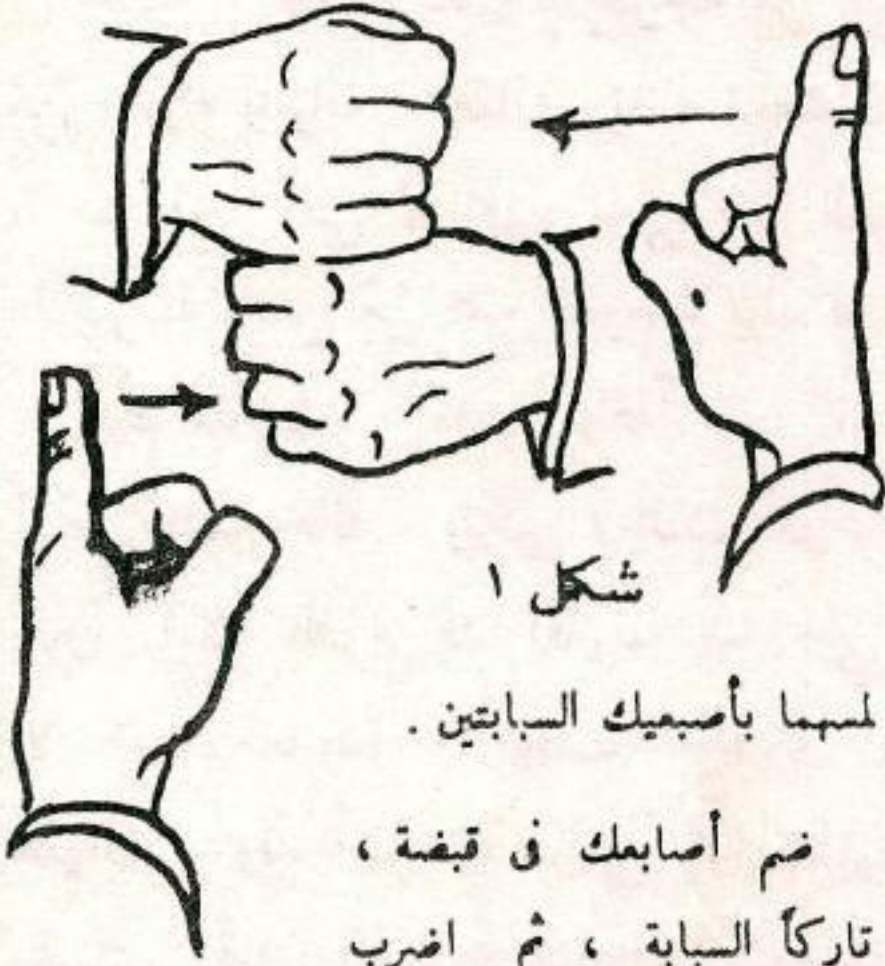 شكل ١
لمسهما بأصبعيك السبابتين .
ضم أصابعك فى قبضة ،
تاركاً السبابة ، ثم اضرب